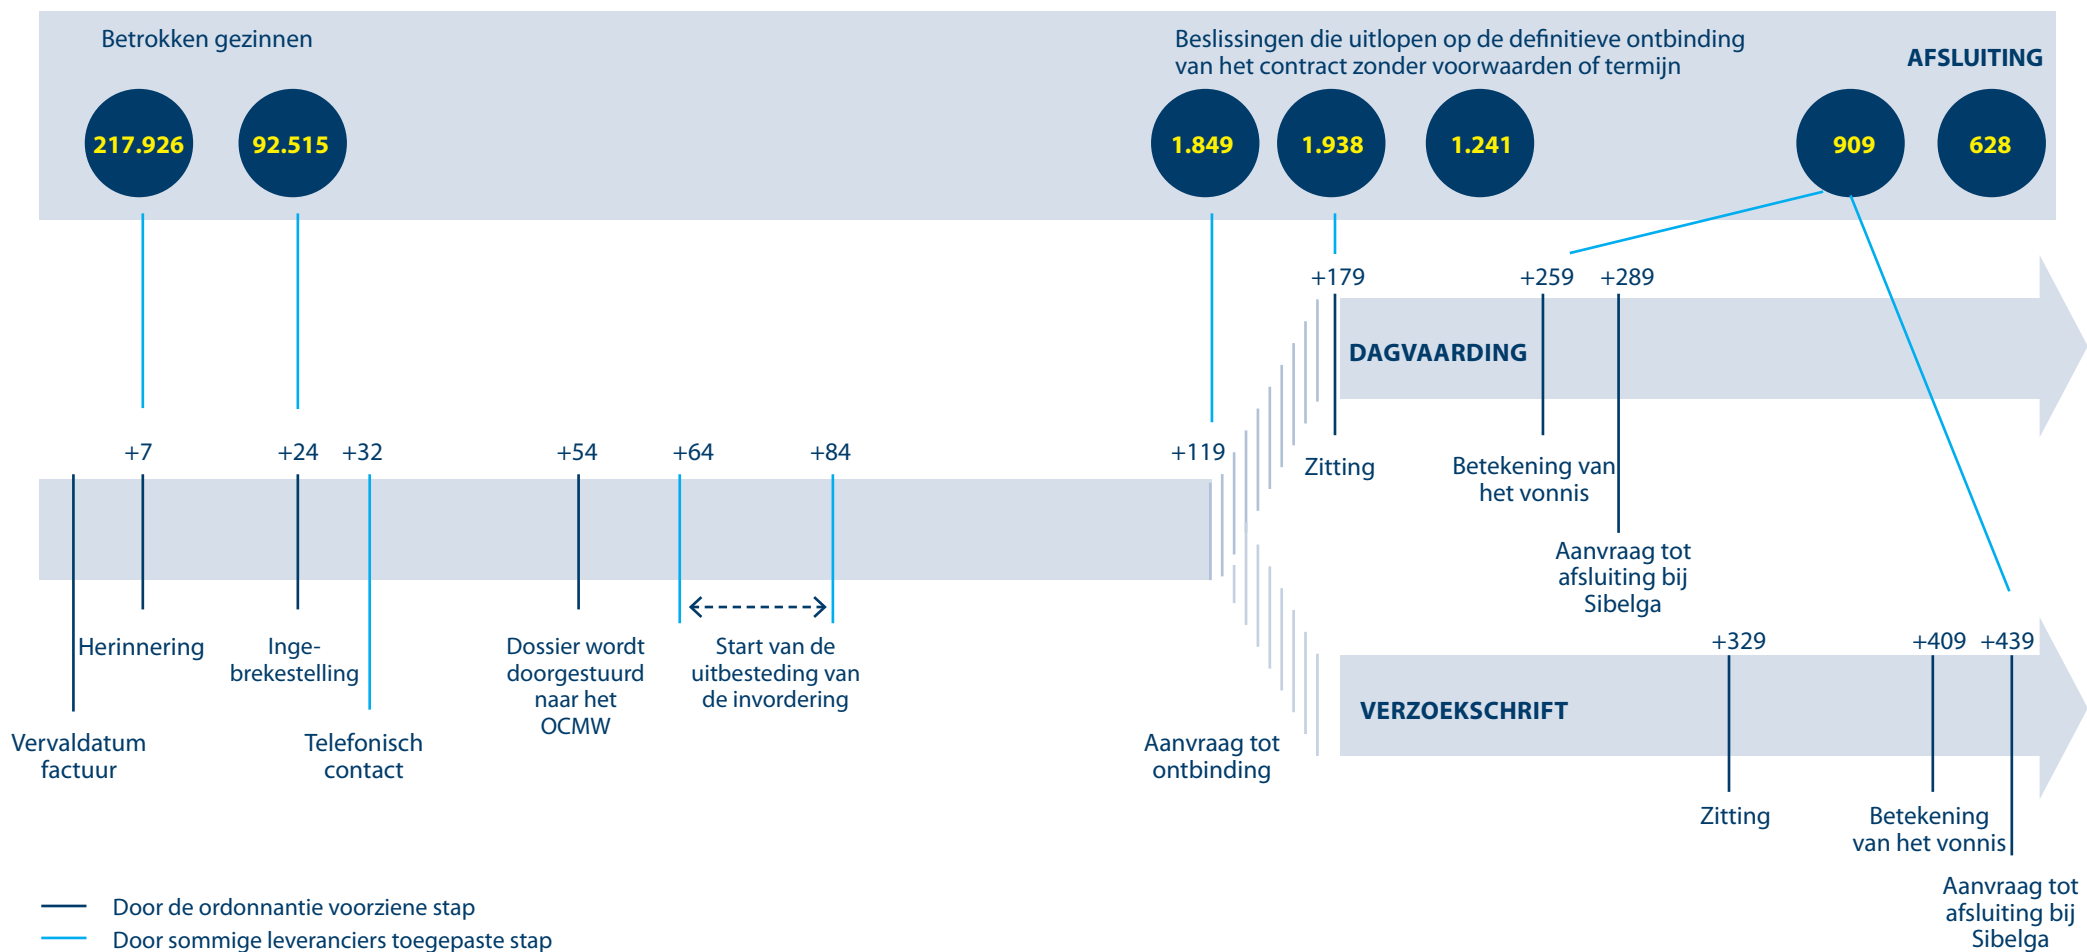 Betrokken gezinnen
Beslissingen die uitlopen op de definitieve ontbinding
van het contract zonder voorwaarden of termijn
AFSLUITING
217.926
92.515
1.849
1.938
1.241
909
628
+179
+259
+289
DAGVAARDING
Zitting
Betekening van
het vonnis
Aanvraag tot
afsluiting bij
Sibelga
+7
+24
+32
+54
+64
+84
+119
Herinnering
Inge-
brekestelling
Dossier wordt
doorgestuurd
naar het
OCMW
Start van de
uitbesteding van
de invordering
Vervaldatum
factuur
Telefonisch
contact
Aanvraag tot
ontbinding
+329
+409
+439
VERZOEKSCHRIFT
Zitting
Betekening
van het vonnis
Aanvraag tot
afsluiting bij
Sibelga
Door de ordonnantie voorziene stap
Door sommige leveranciers toegepaste stap